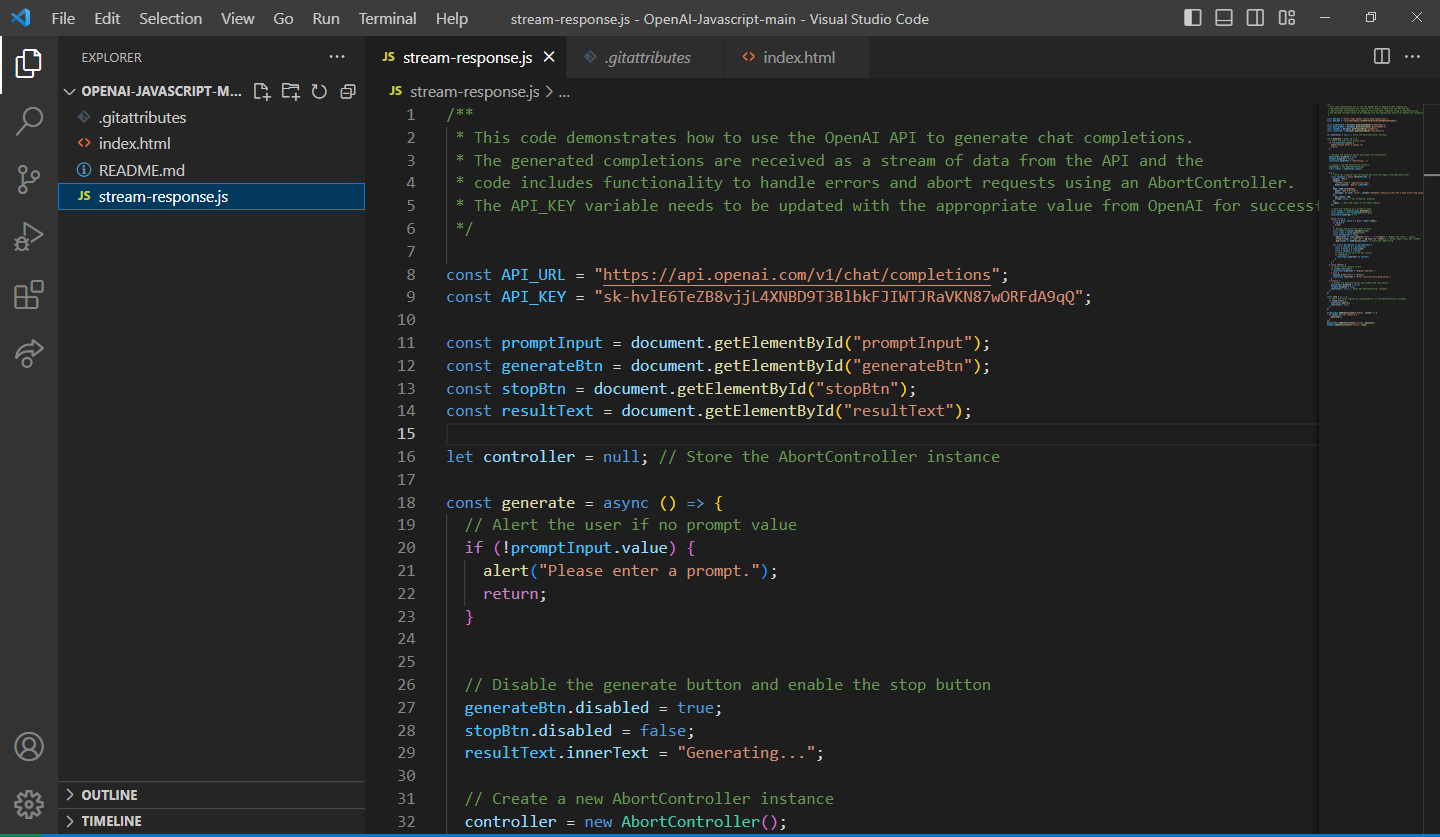 File Edit Selection View Go Run Terminal Help stream-response.js - OpenAI-Javascript-main - Visual Studio Code
EXPLORER
OPENAI-JAVASCRIPT-M...
.gitattributes
index.html
README.md
JS stream-response.js
OUTLINE
TIMELINE
JS stream-response.js .gitattributes index.html
JS stream-response.js > ...
1 /**
2 * This code demonstrates how to use the OpenAI API to generate chat completions.
3 * The generated completions are received as a stream of data from the API and the
4 * code includes functionality to handle errors and abort requests using an AbortController.
5 * The API_KEY variable needs to be updated with the appropriate value from OpenAI for successf
6 */
7
8 const API_URL = "https://api.openai.com/v1/chat/completions";
9 const API_KEY = "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";
10
11 const promptInput = document.getElementById("promptInput");
12 const generateBtn = document.getElementById("generateBtn");
13 const stopBtn = document.getElementById("stopBtn");
14 const resultText = document.getElementById("resultText");
15
16 let controller = null; // Store the AbortController instance
17
18 const generate = async () => {
19 // Alert the user if no prompt value
20 if (!promptInput.value) {
21 alert("Please enter a prompt.");
22 return;
23 }
24
25
26 // Disable the generate button and enable the stop button
27 generateBtn.disabled = true;
28 stopBtn.disabled = false;
29 resultText.innerText = "Generating...";
30
31 // Create a new AbortController instance
32 controller = new AbortController();